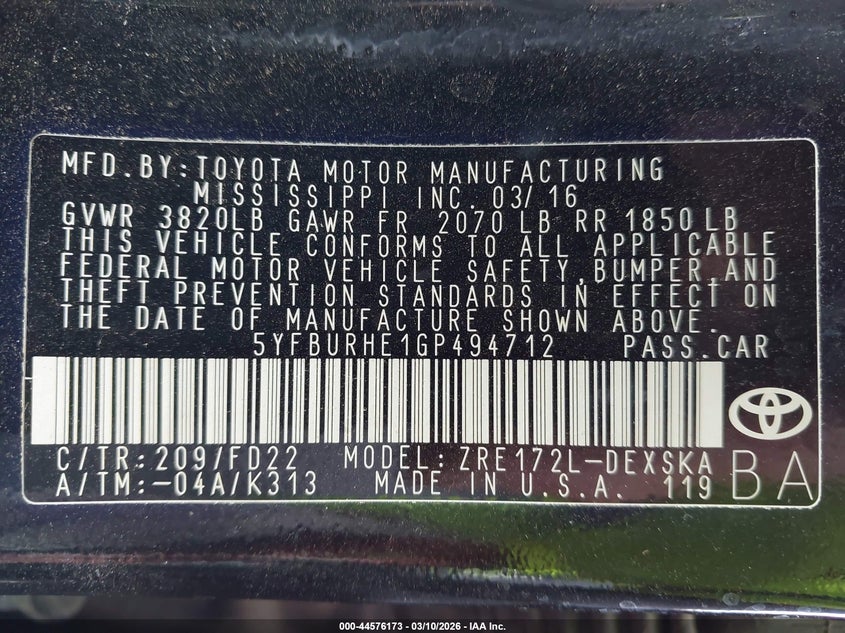 MFD. BY: TOYOTA MOTOR MANUFACTURING
MISSISSIPPI INC. 03/16
GVWR 3820LB GAWR FR 2070 LB RR 1850 LB
THIS VEHICLE CONFORMS TO ALL APPLICABLE
FEDERAL MOTOR VEHICLE SAFETY, BUMPER, AND
THEFT PREVENTION STANDARDS IN EFFECT ON
THE DATE OF MANUFACTURE SHOWN ABOVE.
5YFBURHE1GP494712 PASS. CAR
C/TR: 209/FD22 MODEL: ZRE172L-DEXSKA
A/TM: -04A/K313 MADE IN U.S.A. 119 BA
000-44576173 — 03/10/2026 — IAA Inc.